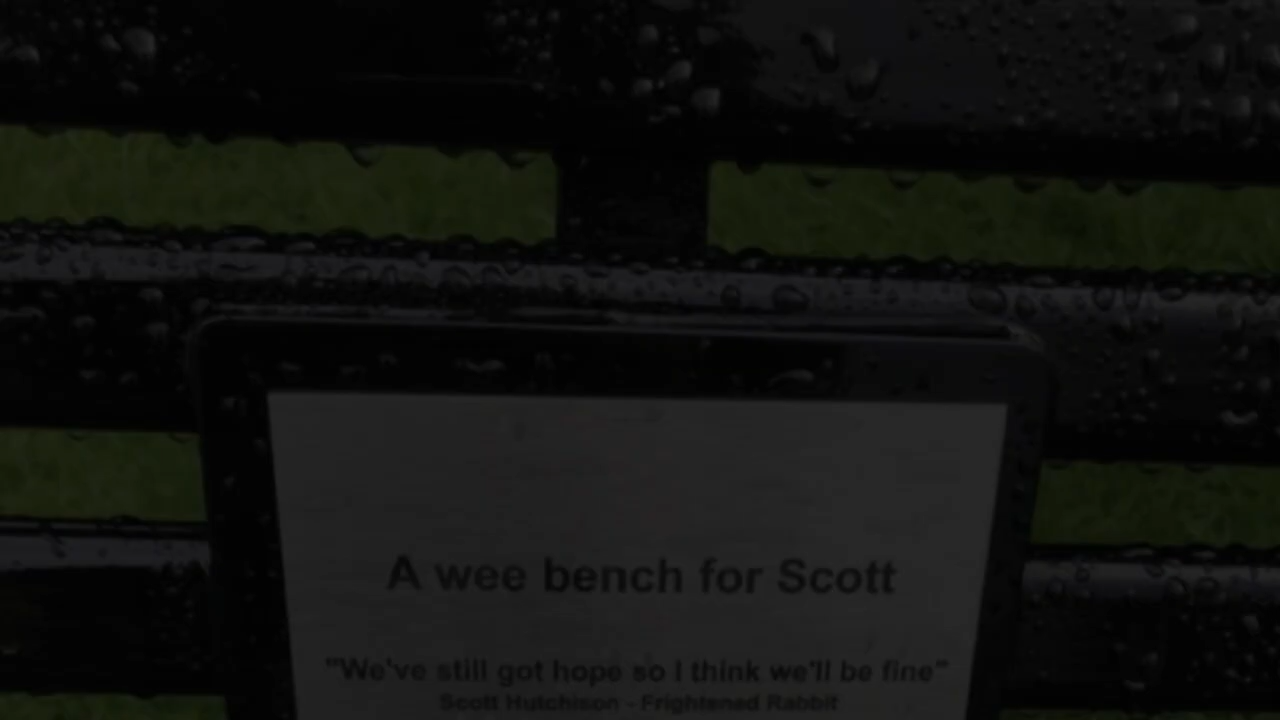 A wee bench for Scott
"We've still got hope so I think we'll be fine"
Scott Hutchison - Frightened Rabbit